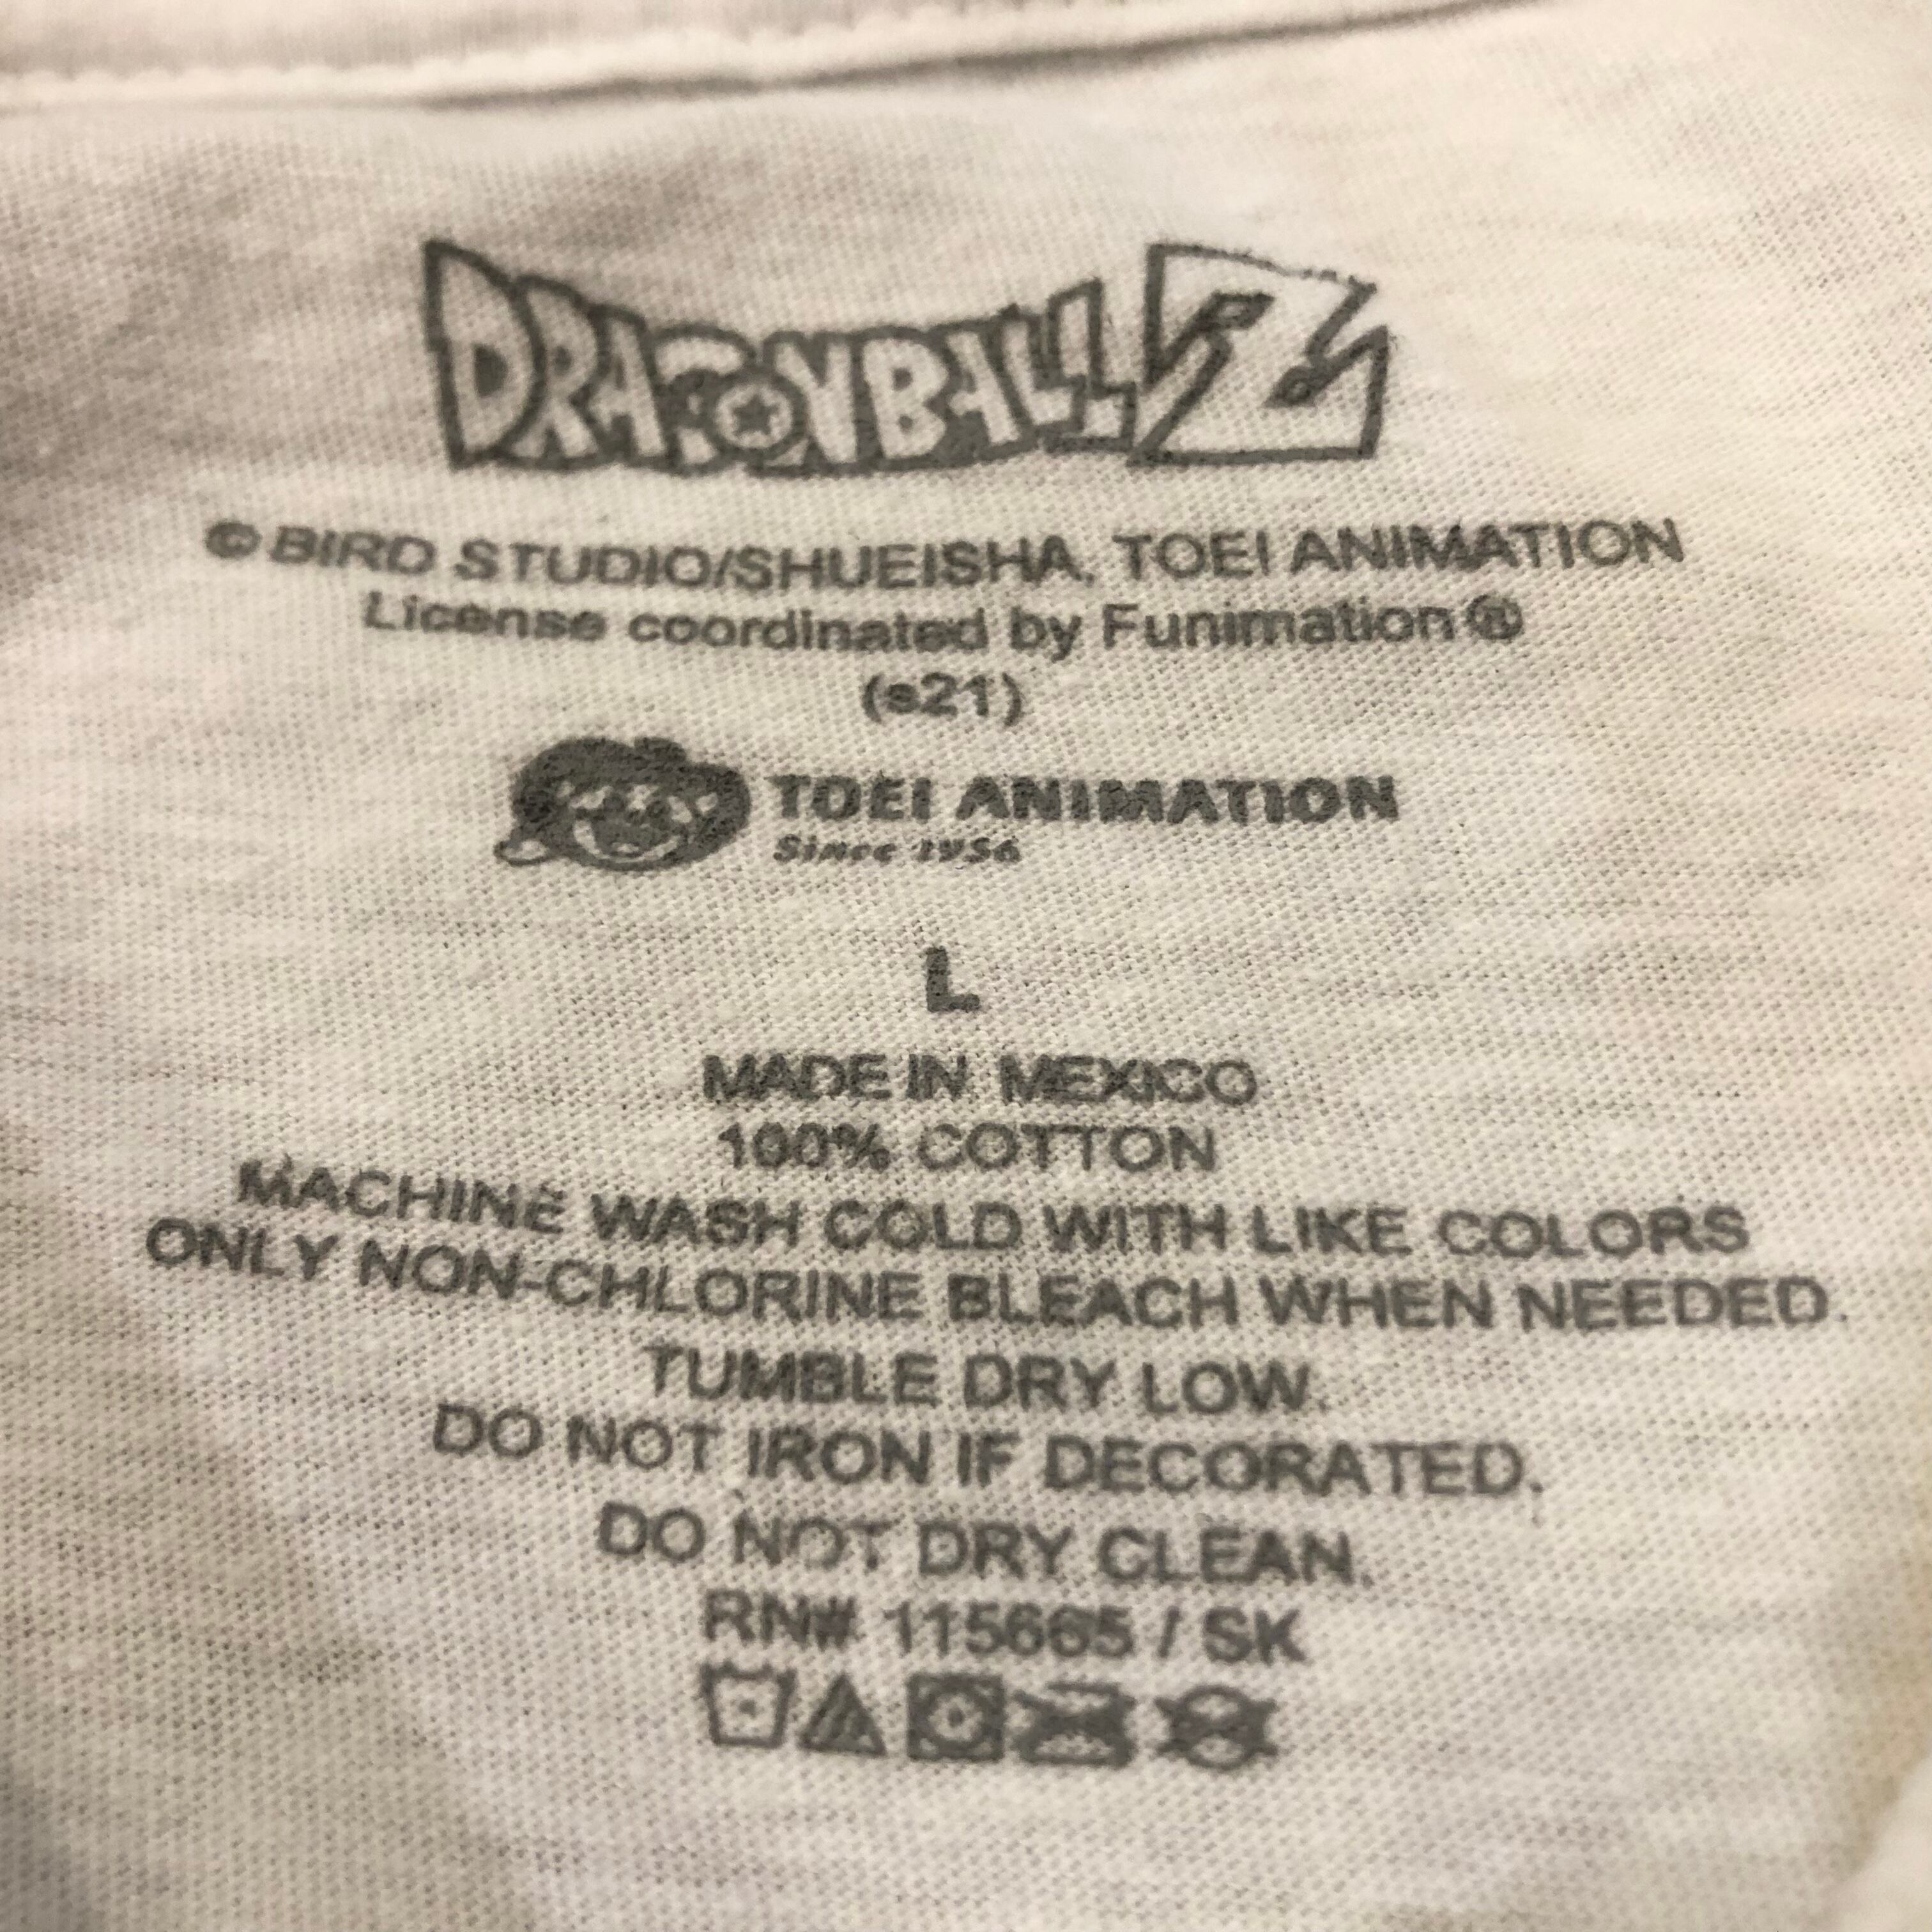 DRAGONBALL Z
© BIRD STUDIO/SHUEISHA, TOEI ANIMATION
License coordinated by Funimation®
(s21)
TOEI ANIMATION
Since 1956
L
MADE IN MEXICO
100% COTTON
MACHINE WASH COLD WITH LIKE COLORS
ONLY NON-CHLORINE BLEACH WHEN NEEDED.
TUMBLE DRY LOW.
DO NOT IRON IF DECORATED.
DO NOT DRY CLEAN.
RN# 115665 / SK